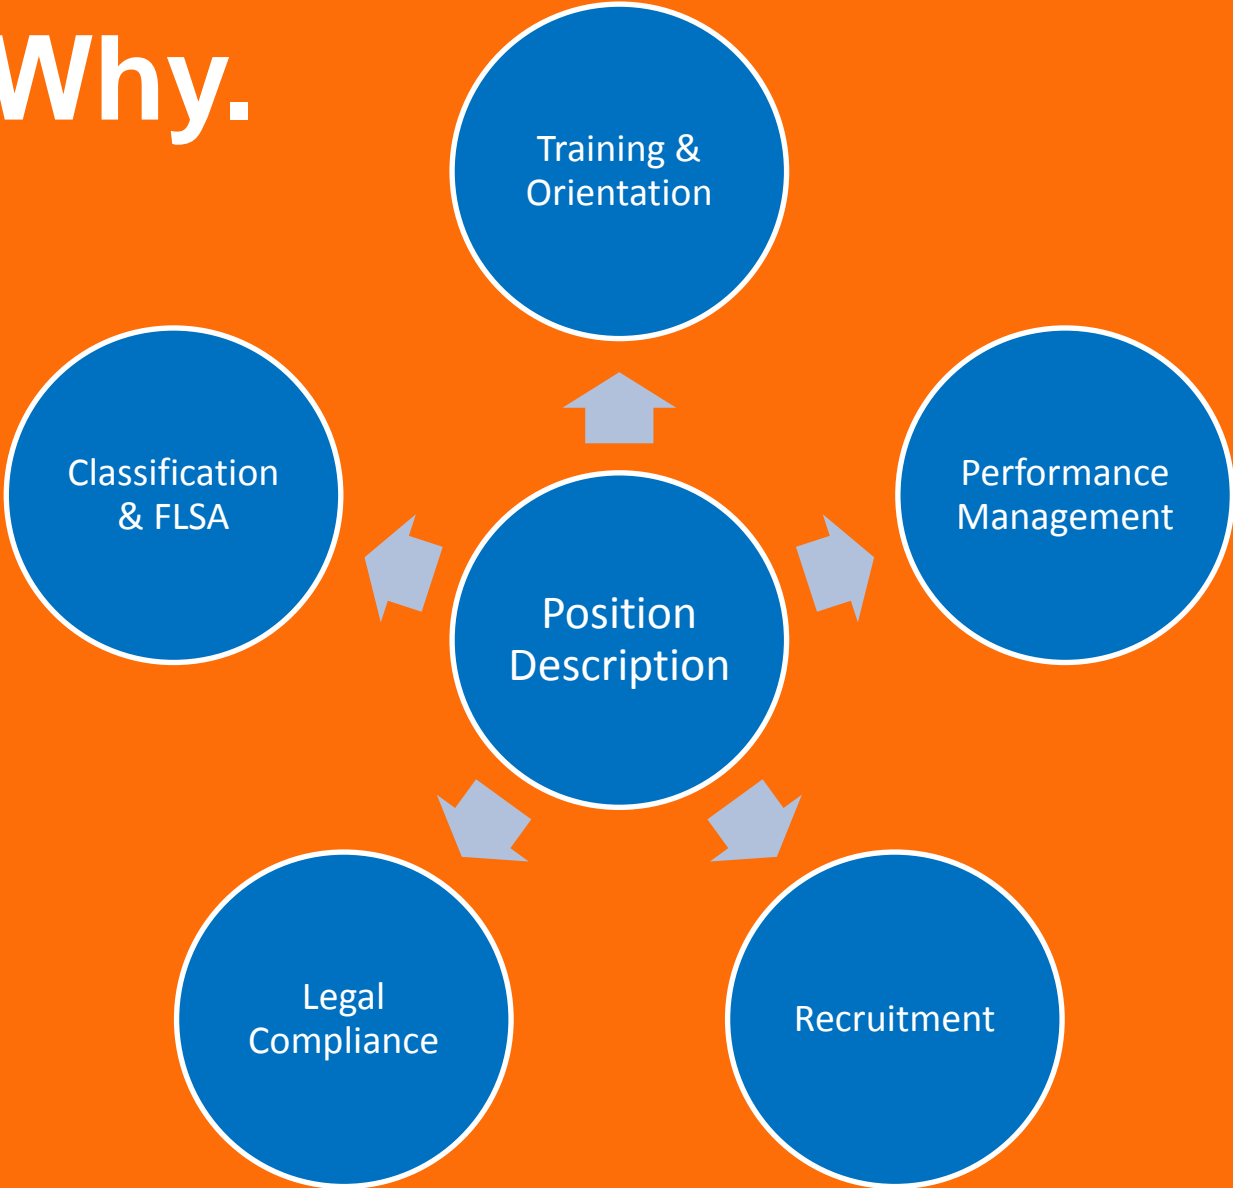 Why.
Training &
Orientation
Classification
& FLSA
Performance
Management
Position
Description
Legal
Compliance
Recruitment